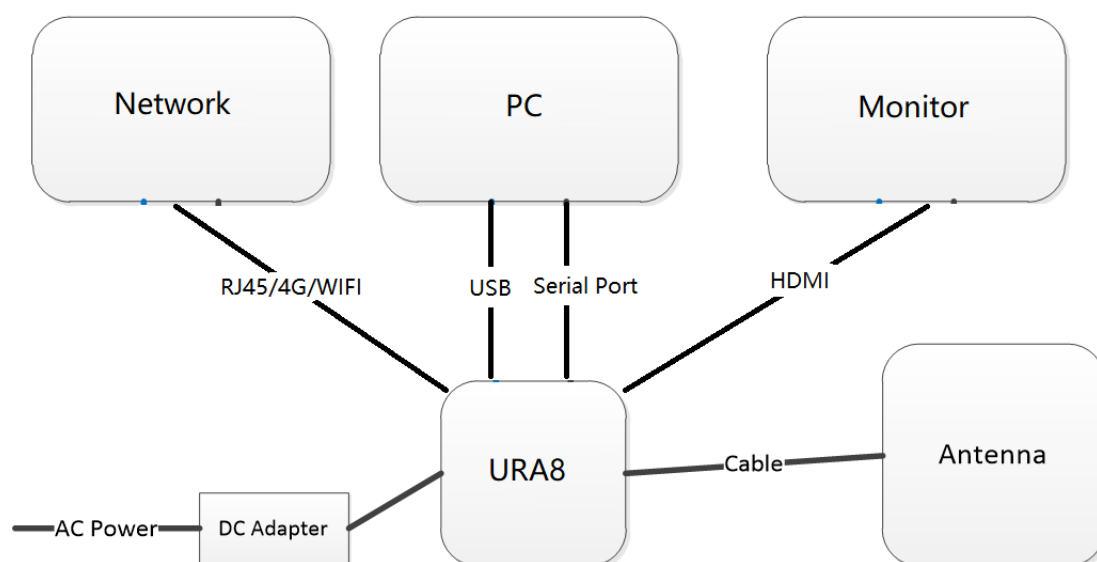 Network
PC
Monitor
RJ45/4G/WIFI
USB
Serial Port
HDMI
URA8
Cable
Antenna
AC Power
DC Adapter